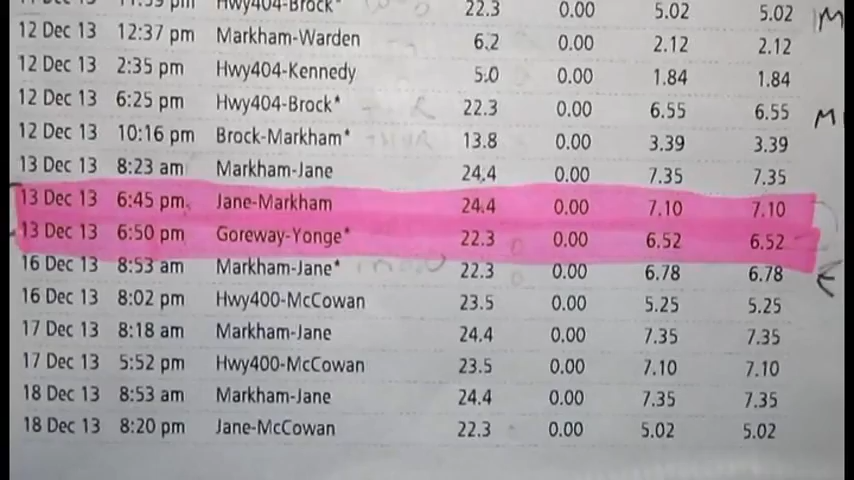 Hwy404-Brock* 22.3 0.00 5.02 5.02 M
12 Dec 13 12:37 pm Markham-Warden 6.2 0.00 2.12 2.12
12 Dec 13 2:35 pm Hwy404-Kennedy 5.0 0.00 1.84 1.84
12 Dec 13 6:25 pm Hwy404-Brock* 22.3 0.00 6.55 6.55 M
12 Dec 13 10:16 pm Brock-Markham* 13.8 0.00 3.39 3.39
13 Dec 13 8:23 am Markham-Jane 24.4 0.00 7.35 7.35
13 Dec 13 6:45 pm Jane-Markham 24.4 0.00 7.10 7.10
13 Dec 13 6:50 pm Goreway-Yonge* 22.3 0.00 6.52 6.52
16 Dec 13 8:53 am Markham-Jane* 22.3 0.00 6.78 6.78
16 Dec 13 8:02 pm Hwy400-McCowan 23.5 0.00 5.25 5.25
17 Dec 13 8:18 am Markham-Jane 24.4 0.00 7.35 7.35
17 Dec 13 5:52 pm Hwy400-McCowan 23.5 0.00 7.10 7.10
18 Dec 13 8:53 am Markham-Jane 24.4 0.00 7.35 7.35
18 Dec 13 8:20 pm Jane-McCowan 22.3 0.00 5.02 5.02